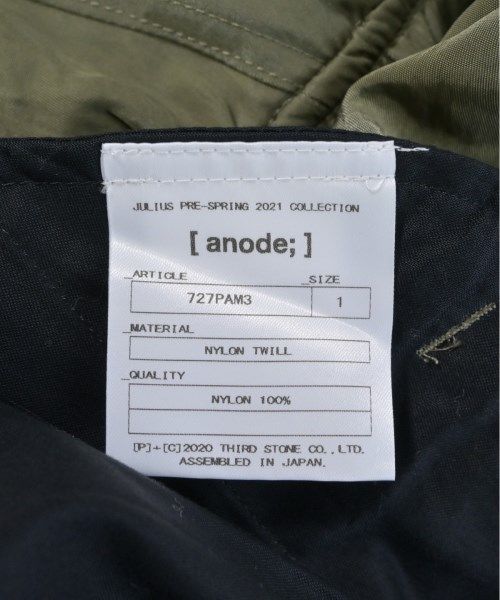 JULIUS PRE-SPRING 2021 COLLECTION
[ anode; ]
_ARTICLE _SIZE
727PAM3 1
_MATERIAL
NYLON TWILL
_QUALITY
NYLON 100%
[P]+[C]2020 THIRD STONE CO.,LTD.
ASSEMBLED IN JAPAN.